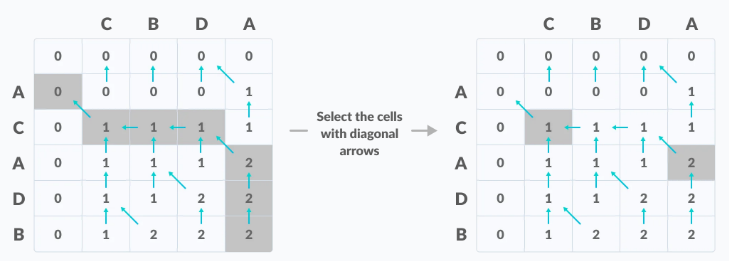 C B D A
0 0 0 0 0
A 0 0 0 0 1
C 0 1 1 1 1
A 0 1 1 1 2
D 0 1 1 2 2
B 0 1 2 2 2
Select the cells
with diagonal
arrows
C B D A
0 0 0 0 0
A 0 0 0 0 1
C 0 1 1 1 1
A 0 1 1 1 2
D 0 1 1 2 2
B 0 1 2 2 2